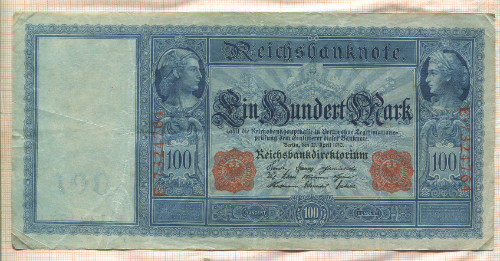 Reichsbanknote.
Ein Hundert Mark
zahlt die Reichsbankhauptkasse in Berlin ohne Legitimations-
prüfung dem Einlieferer dieser Banknote.
Berlin, den 21. April 1910.
Reichsbankdirektorium
100
100
100